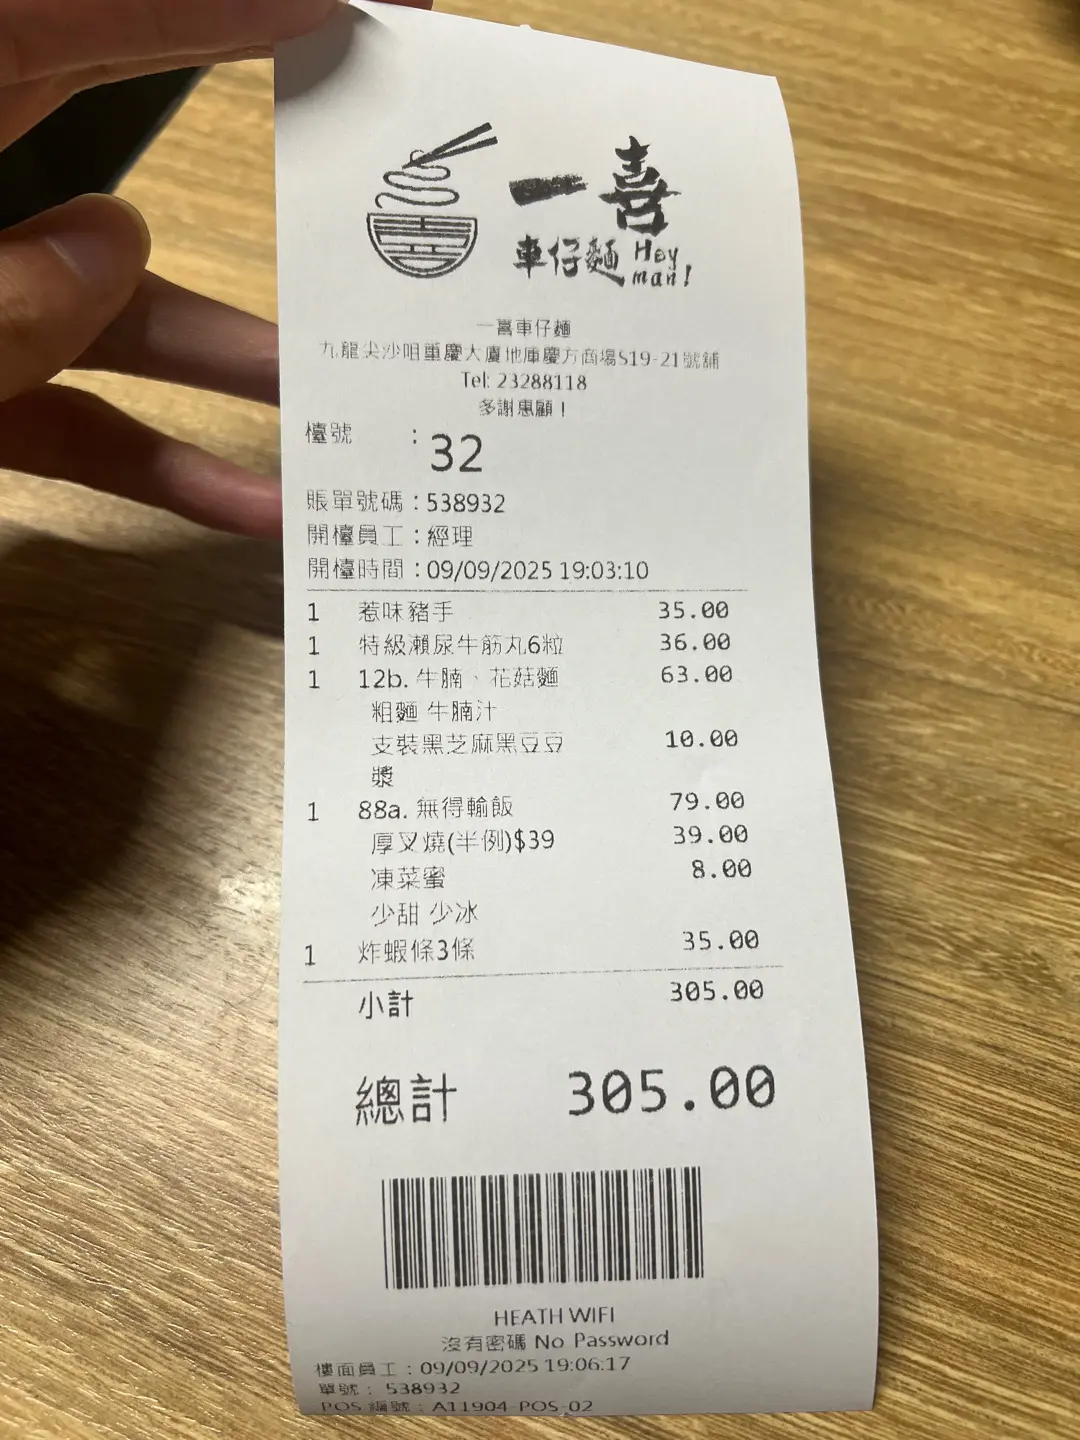 一喜
車仔麵 Hey man!
一喜車仔麵
九龍尖沙咀重慶大廈地庫慶方商場S19-21號舖
Tel: 23288118
多謝惠顧！
檯號 : 32
賬單號碼：538932
開檯員工：經理
開檯時間：09/09/2025 19:03:10
1 惹味豬手 35.00
1 特級瀨尿牛筋丸6粒 36.00
1 12b. 牛腩、花菇麵 63.00
粗麵 牛腩汁
支裝黑芝麻黑豆豆 10.00
漿
1 88a. 無得輸飯 79.00
厚叉燒(半例)$39 39.00
凍菜蜜 8.00
少甜 少冰
1 炸蝦條3條 35.00
小計 305.00
總計 305.00
HEATH WIFI
沒有密碼 No Password
樓面員工：09/09/2025 19:06:17
單號： 538932
POS 編號：A11904-POS-02